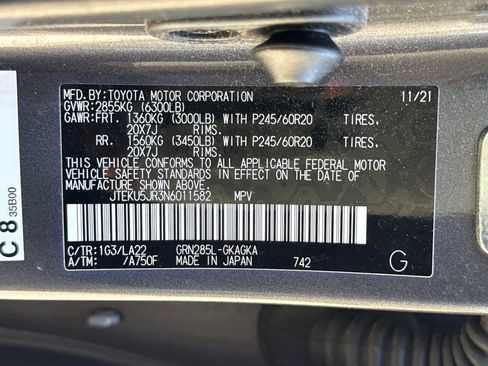 MFD.BY:TOYOTA MOTOR CORPORATION 11/21
GVWR:2855KG (6300LB)
GAWR:FRT. 1360KG (3000LB) WITH P245/60R20 TIRES.
20X7J RIMS.
RR. 1560KG (3450LB) WITH P245/60R20 TIRES.
20X7J RIMS.
THIS VEHICLE CONFORMS TO ALL APPLICABLE FEDERAL MOTOR
VEHICLE SAFETY STANDARDS IN EFFECT ON THE DATE OF
MANUFACTURE SHOWN ABOVE.
JTEKU5JR3N6011582 MPV
C/TR:1G3/LA22 GRN285L-GKAGKA
A/TM: /A750F MADE IN JAPAN 742 G
C 8 35B00